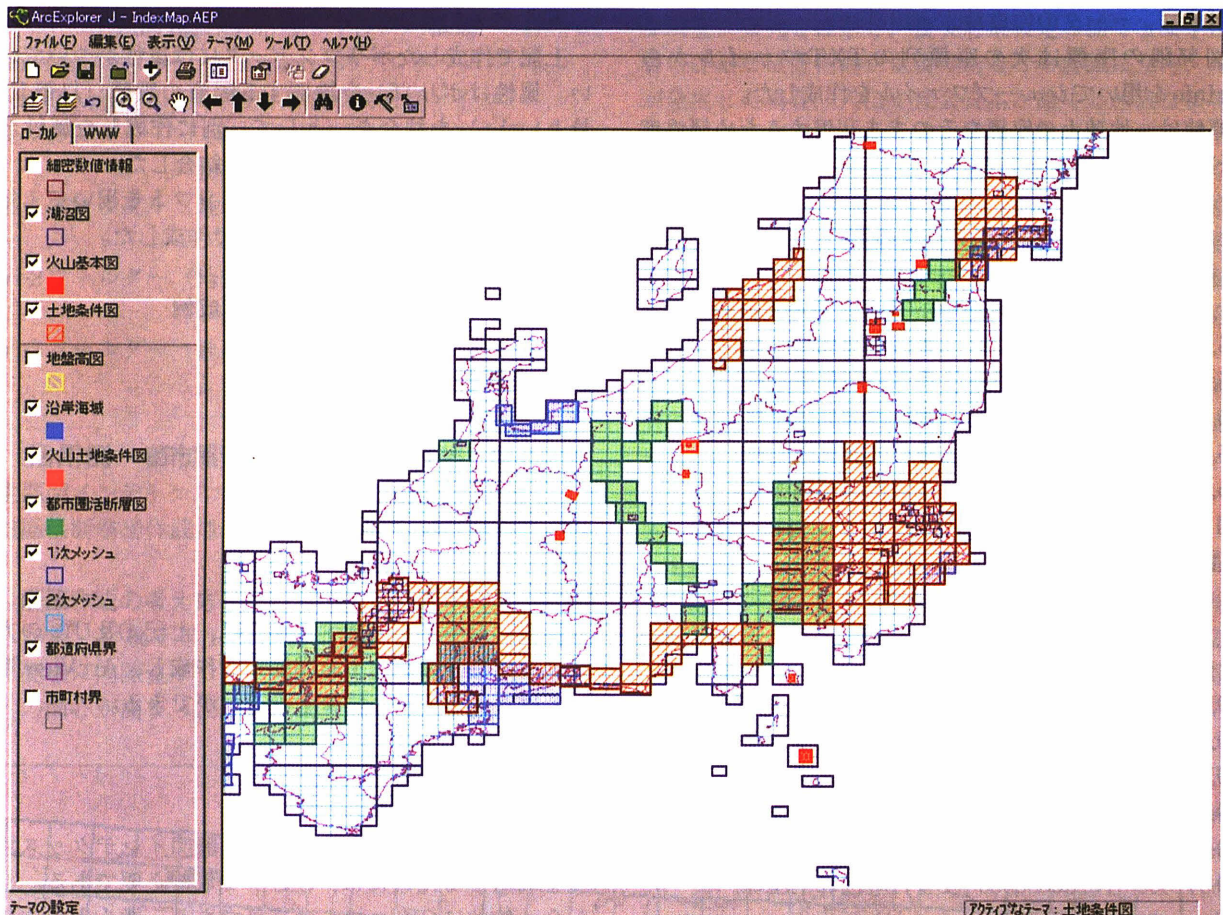 ArcExplorer J - IndexMap.AEP
ファイル(F) 編集(E) 表示(V) テーマ(M) ツール(T) ヘルプ(H)
ローカル WWW
細密数値情報
湖沼図
火山基本図
土地条件図
地盤高図
沿岸海域
火山土地条件図
都市圏活断層図
1次メッシュ
2次メッシュ
都道府県界
市町村界
テーマの設定
アクティブなテーマ : 土地条件図